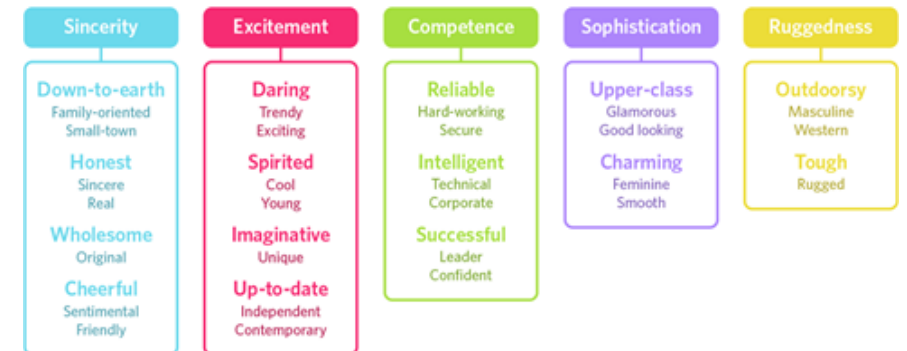 Sincerity
Down-to-earth
Family-oriented
Small-town
Honest
Sincere
Real
Wholesome
Original
Cheerful
Sentimental
Friendly
Excitement
Daring
Trendy
Exciting
Spirited
Cool
Young
Imaginative
Unique
Up-to-date
Independent
Contemporary
Competence
Reliable
Hard-working
Secure
Intelligent
Technical
Corporate
Successful
Leader
Confident
Sophistication
Upper-class
Glamorous
Good looking
Charming
Feminine
Smooth
Ruggedness
Outdoorsy
Masculine
Western
Tough
Rugged